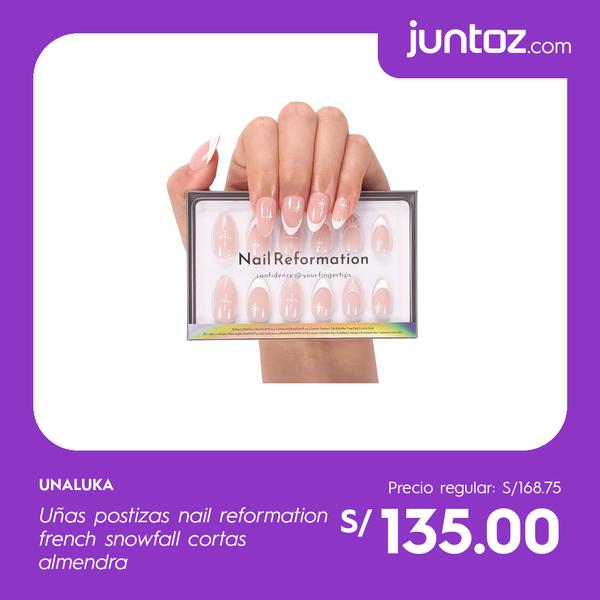 juntoz.com
Nail Reformation
confidence @ your fingertips
UNALUKA
Uñas postizas nail reformation
french snowfall cortas
almendra
Precio regular: S/168.75
S/135.00